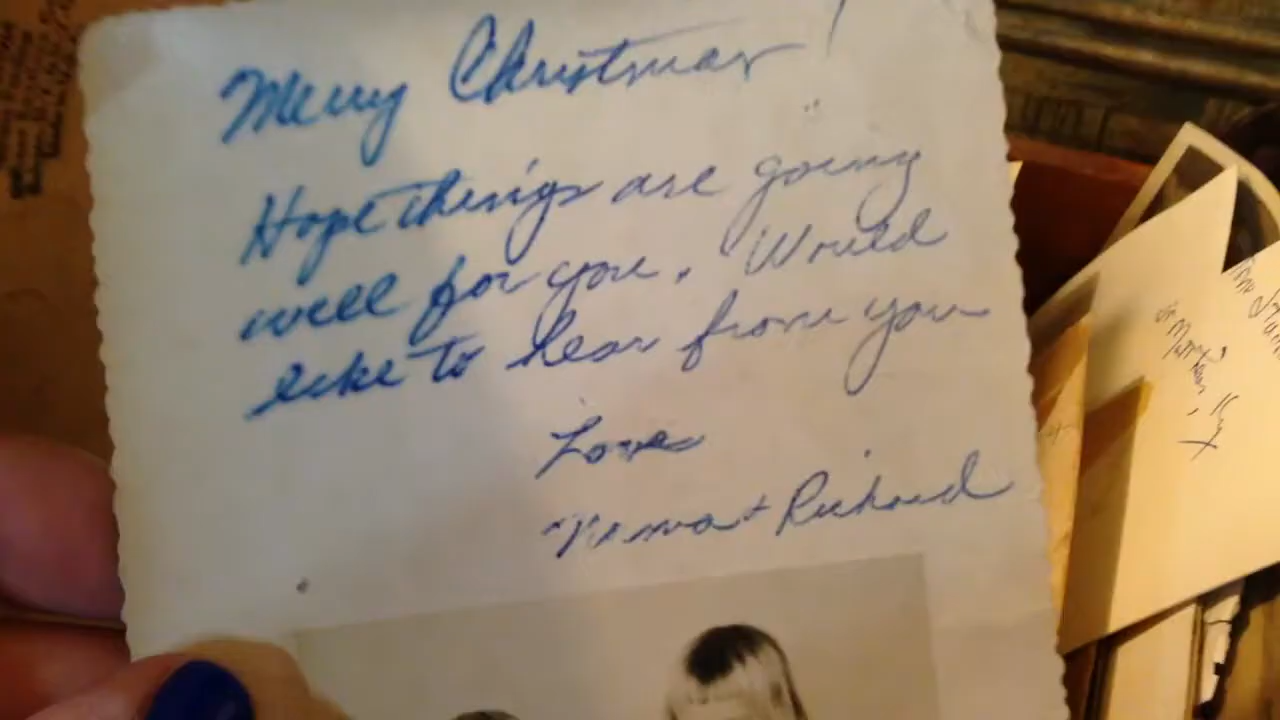 Merry Christmas!
Hope things are going
well for you. Would
like to hear from you
Love
+ Richard